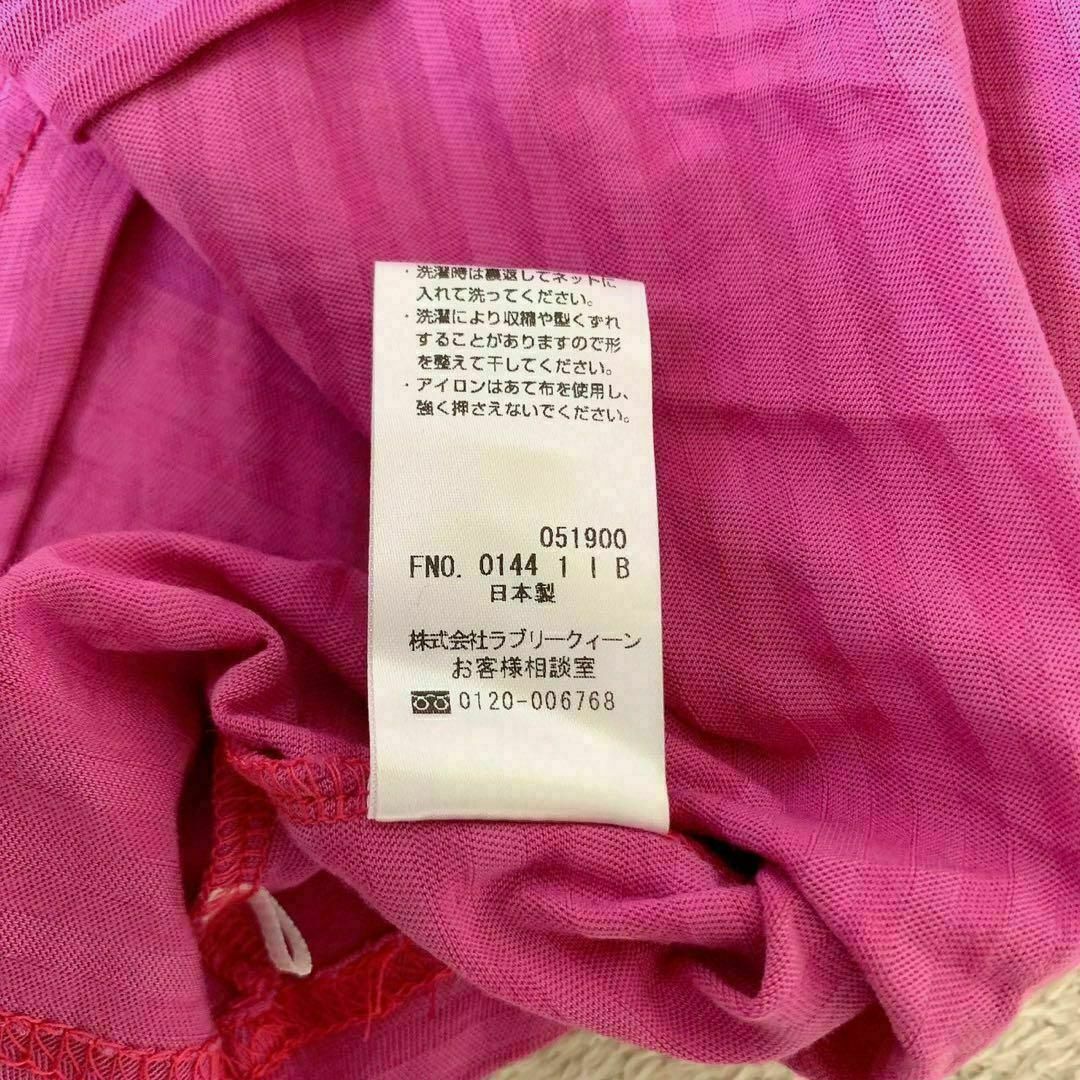 ・洗濯時は裏返してネットに
入れて洗ってください。
・洗濯により収縮や型くずれ
することがありますので形
を整えて干してください。
・アイロンはあて布を使用し、
強く押さえないでください。
051900
FNO. 0144 1 I B
日本製
株式会社ラブリークィーン
お客様相談室
0120-006768